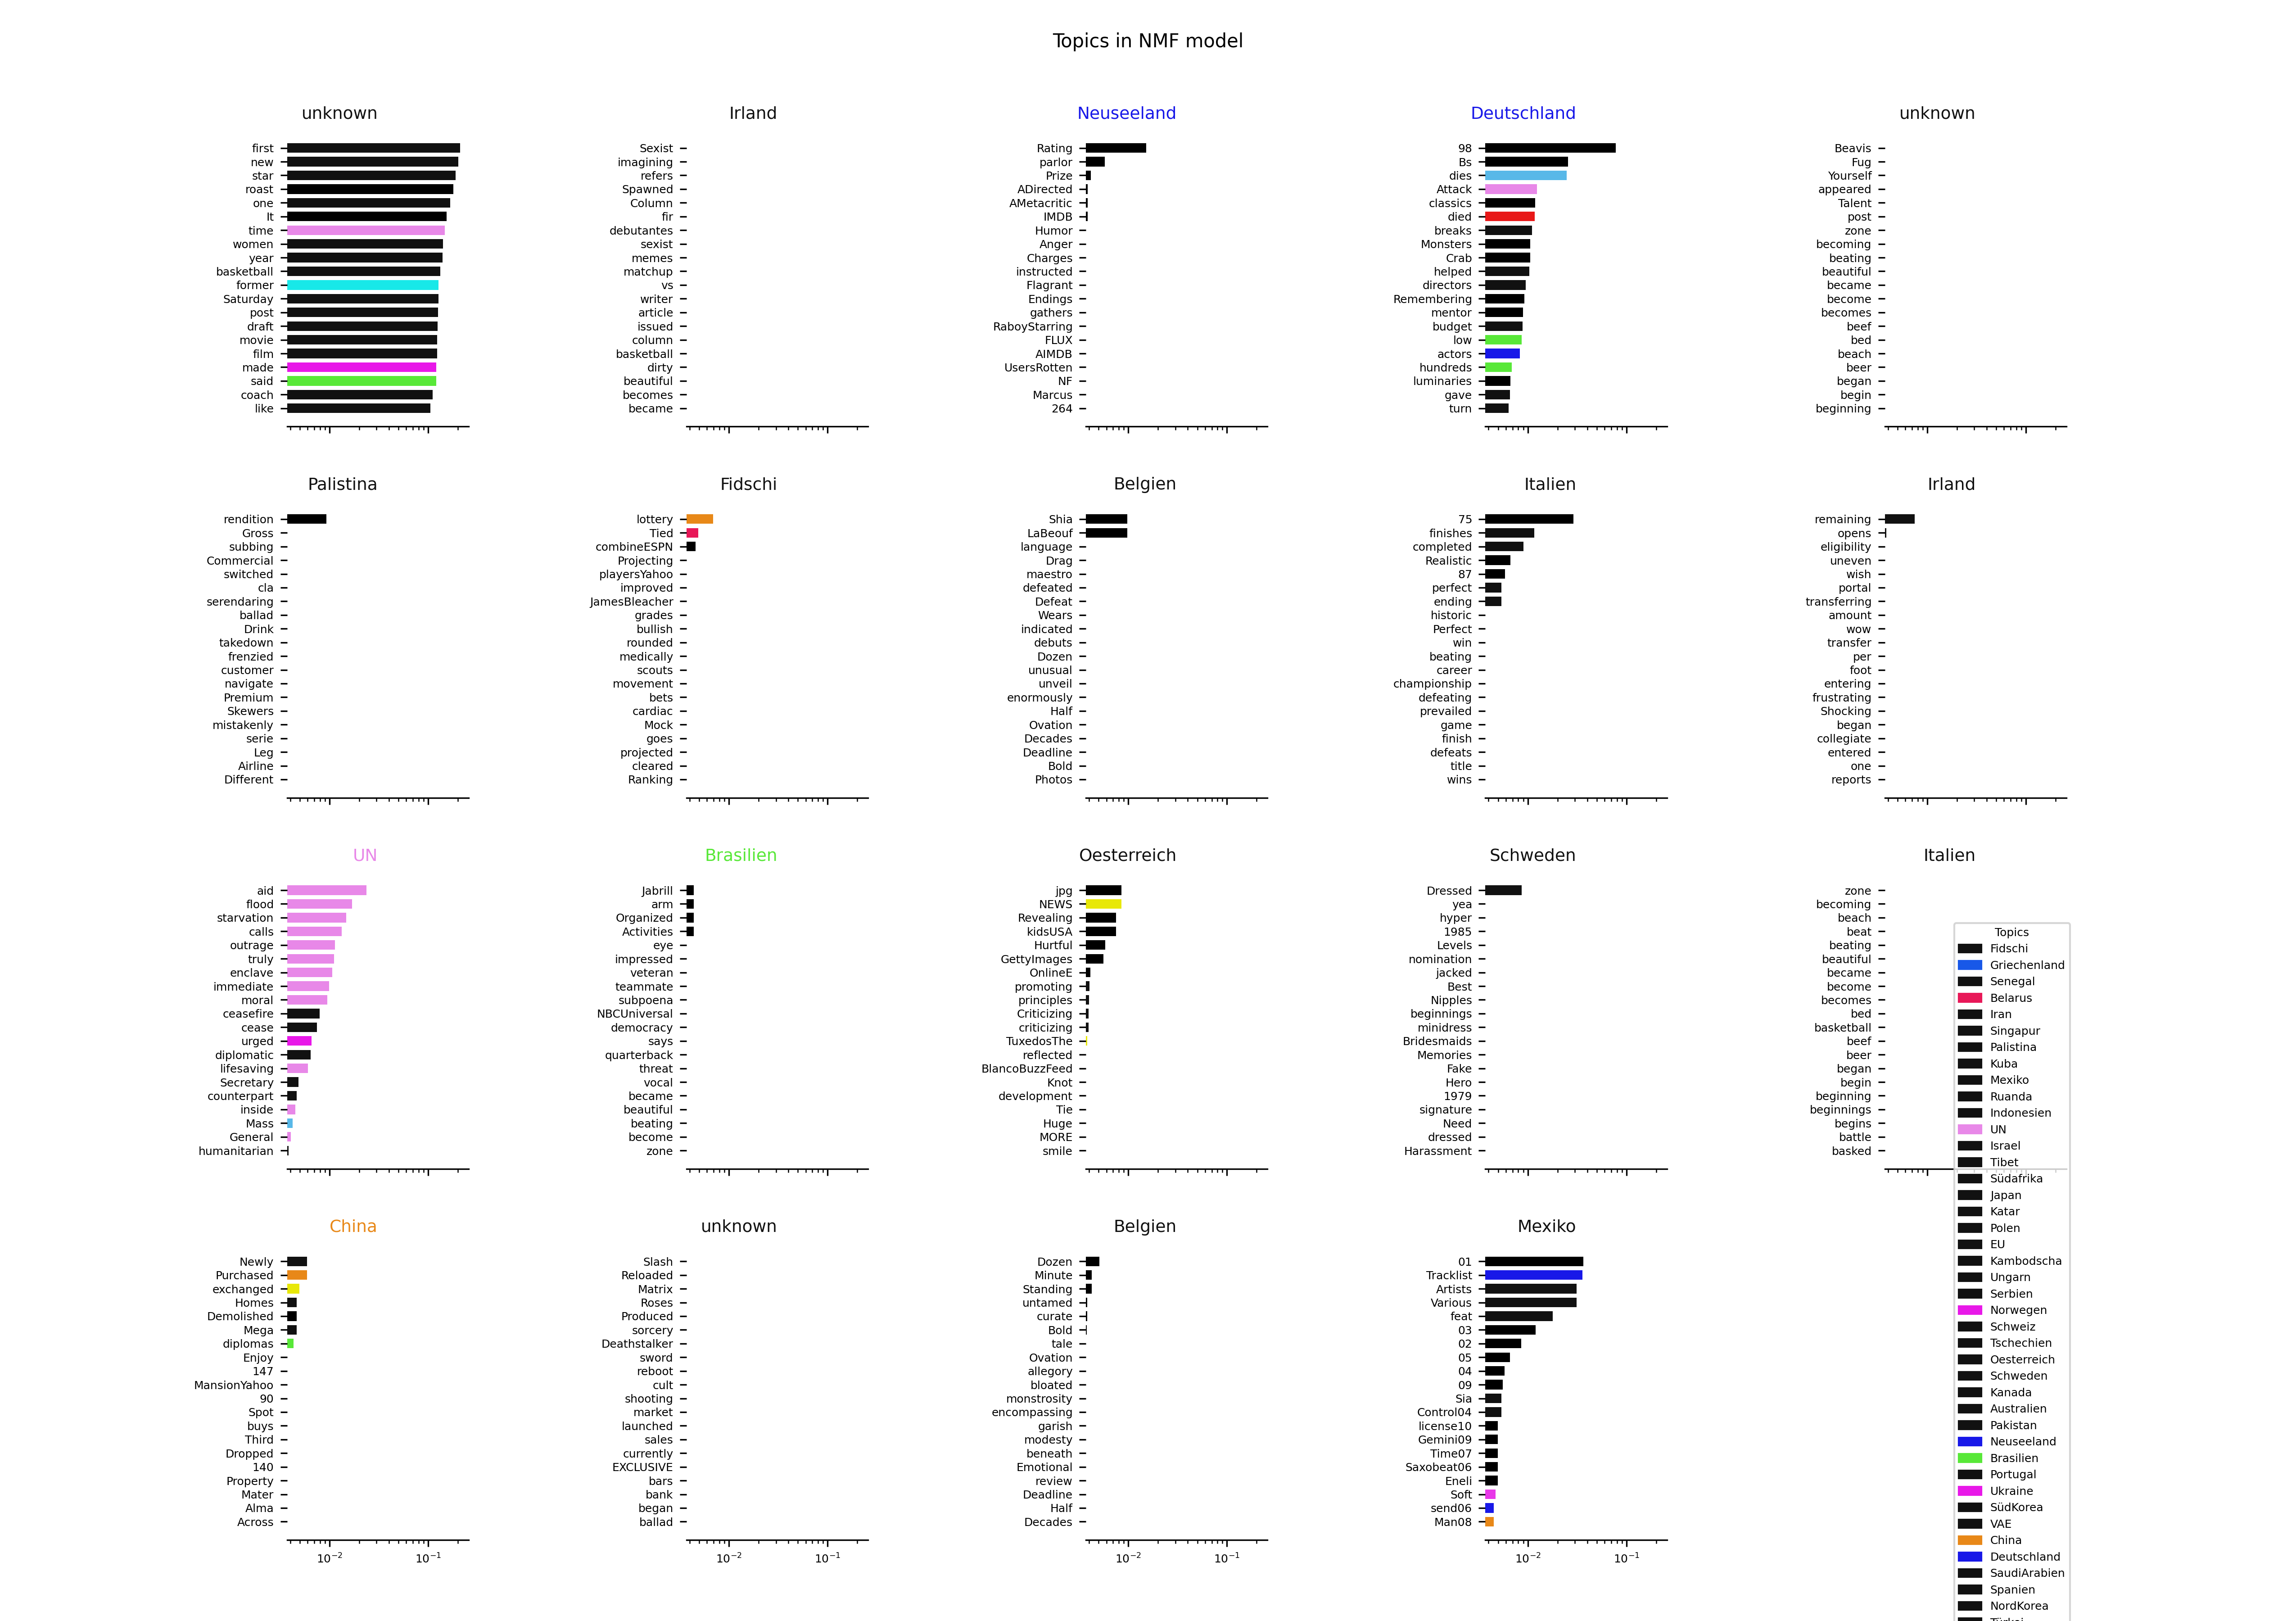 Topics in NMF model
unknown
first
new
star
roast
one
It
time
women
year
basketball
former
Saturday
post
draft
movie
film
made
said
coach
like
Irland
Sexist
imagining
refers
Spawned
Column
fir
debutantes
sexist
memes
matchup
vs
writer
article
issued
column
basketball
dirty
beautiful
becomes
became
Neuseeland
Rating
parlor
Prize
ADirected
AMetacritic
IMDB
Humor
Anger
Charges
instructed
Flagrant
Endings
gathers
RaboyStarring
FLUX
AIMDB
UsersRotten
NF
Marcus
264
Deutschland
98
Bs
dies
Attack
classics
died
breaks
Monsters
Crab
helped
directors
Remembering
mentor
budget
low
actors
hundreds
luminaries
gave
turn
unknown
Beavis
Fug
Yourself
appeared
Talent
post
zone
becoming
beating
beautiful
became
become
becomes
beef
bed
beach
beer
began
begin
beginning
Palistina
rendition
Gross
subbing
Commercial
switched
cla
serendaring
ballad
Drink
takedown
frenzied
customer
navigate
Premium
Skewers
mistakenly
serie
Leg
Airline
Different
Fidschi
lottery
Tied
combineESPN
Projecting
playersYahoo
improved
JamesBleacher
grades
bullish
rounded
medically
scouts
movement
bets
cardiac
Mock
goes
projected
cleared
Ranking
Belgien
Shia
LaBeouf
language
Drag
maestro
defeated
Defeat
Wears
indicated
debuts
Dozen
unusual
unveil
enormously
Half
Ovation
Decades
Deadline
Bold
Photos
Italien
75
finishes
completed
Realistic
87
perfect
ending
historic
Perfect
win
beating
career
championship
defeating
prevailed
game
finish
defeats
title
wins
Irland
remaining
opens
eligibility
uneven
wish
portal
transferring
amount
wow
transfer
per
foot
entering
frustrating
Shocking
began
collegiate
entered
one
reports
UN
aid
flood
starvation
calls
outrage
truly
enclave
immediate
moral
ceasefire
cease
urged
diplomatic
lifesaving
Secretary
counterpart
inside
Mass
General
humanitarian
Brasilien
Jabrill
arm
Organized
Activities
eye
impressed
veteran
teammate
subpoena
NBCUniversal
democracy
says
quarterback
threat
vocal
became
beautiful
beating
become
zone
Oesterreich
jpg
NEWS
Revealing
kidsUSA
Hurtful
GettyImages
OnlineE
promoting
principles
Criticizing
criticizing
TuxedosThe
reflected
BlancoBuzzFeed
Knot
development
Tie
Huge
MORE
smile
Schweden
Dressed
yea
hyper
1985
Levels
nomination
jacked
Best
Nipples
beginnings
minidress
Bridesmaids
Memories
Fake
Hero
1979
signature
Need
dressed
Harassment
Italien
zone
becoming
beach
beat
beating
beautiful
became
become
becomes
bed
basketball
beef
beer
began
begin
beginning
beginnings
begins
battle
basked
China
Newly
Purchased
exchanged
Homes
Demolished
Mega
diplomas
Enjoy
147
MansionYahoo
90
Spot
buys
Third
Dropped
140
Property
Mater
Alma
Across
10⁻² 10⁻¹
unknown
Slash
Reloaded
Matrix
Roses
Produced
sorcery
Deathstalker
sword
reboot
cult
shooting
market
launched
sales
currently
EXCLUSIVE
bars
bank
began
ballad
10⁻² 10⁻¹
Belgien
Dozen
Minute
Standing
untamed
curate
Bold
tale
Ovation
allegory
bloated
monstrosity
encompassing
garish
modesty
beneath
Emotional
review
Deadline
Half
Decades
10⁻² 10⁻¹
Mexiko
01
Tracklist
Artists
Various
feat
03
02
05
04
09
Sia
Control04
license10
Gemini09
Time07
Saxobeat06
Eneli
Soft
send06
Man08
10⁻² 10⁻¹
Topics
Fidschi
Griechenland
Senegal
Belarus
Iran
Singapur
Palistina
Kuba
Mexiko
Ruanda
Indonesien
UN
Israel
Tibet
Südafrika
Japan
Katar
Polen
EU
Kambodscha
Ungarn
Serbien
Norwegen
Schweiz
Tschechien
Oesterreich
Schweden
Kanada
Australien
Pakistan
Neuseeland
Brasilien
Portugal
Ukraine
SüdKorea
VAE
China
Deutschland
SaudiArabien
Spanien
NordKorea